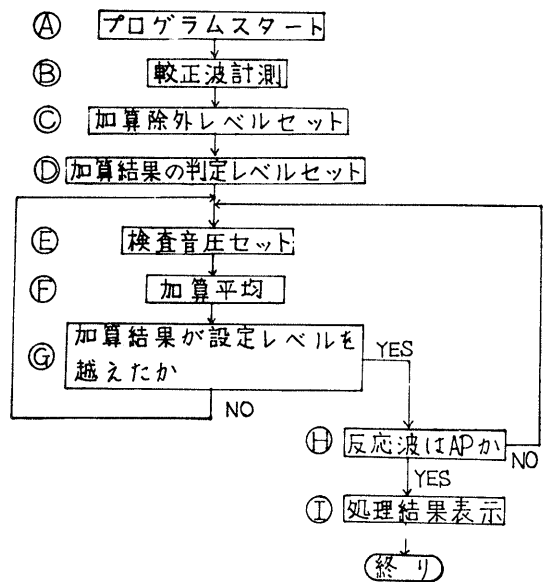 Ⓐ プログラムスタート
Ⓑ 較正波計測
Ⓒ 加算除外レベルセット
Ⓓ 加算結果の判定レベルセット
Ⓔ 検査音圧セット
Ⓕ 加算平均
Ⓖ 加算結果が設定レベルを
越えたか
YES
NO
Ⓗ 反応波はAPか
NO
YES
Ⓘ 処理結果表示
終り